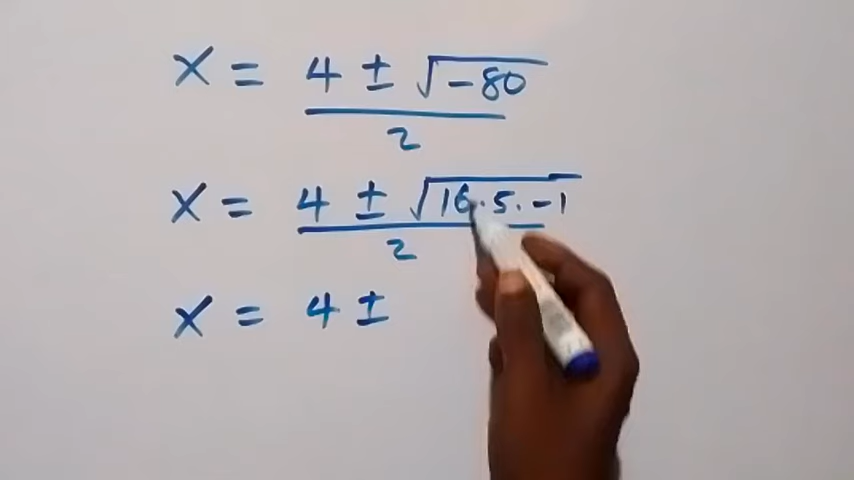 x = 4 ± √-80 / 2
x = 4 ± √16·5·-1 / 2
x = 4 ±